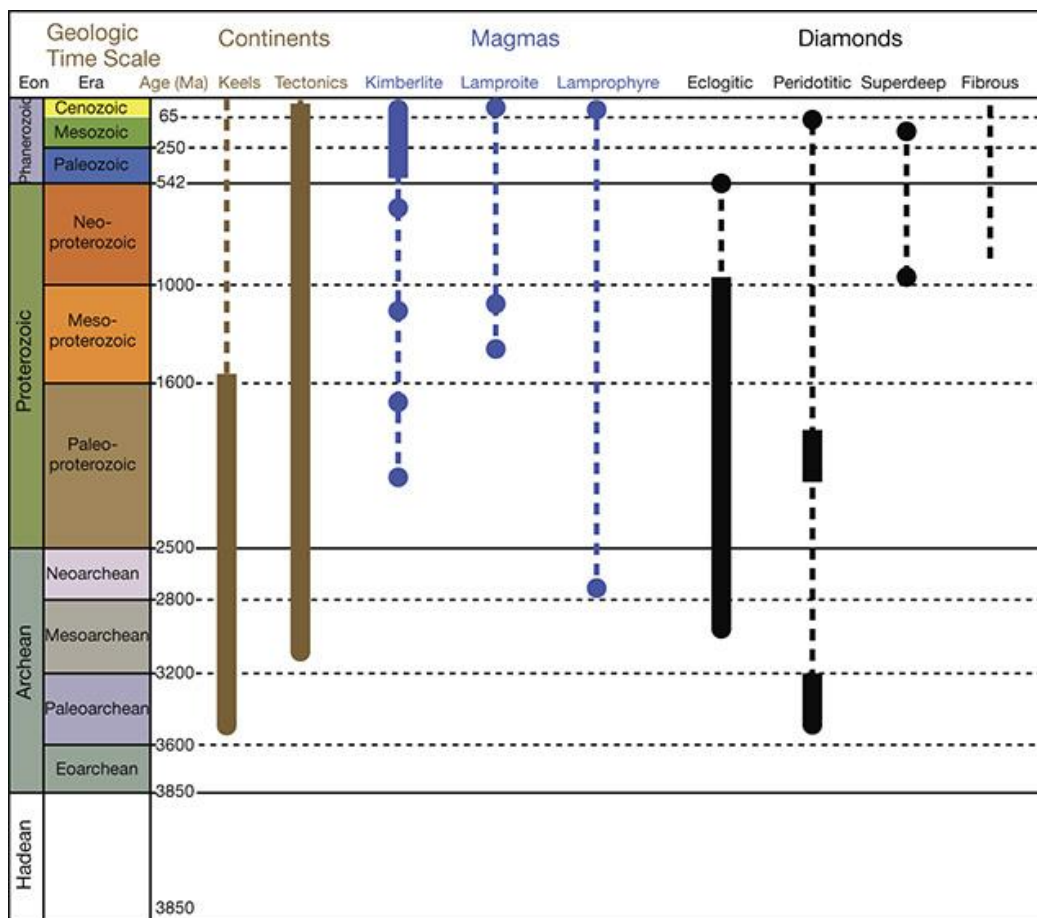 Geologic
Time Scale
Continents
Magmas
Diamonds
Eon
Era
Age (Ma)
Keels
Tectonics
Kimberlite
Lamproite
Lamprophyre
Eclogitic
Peridotitic
Superdeep
Fibrous
Phanerozoic
Cenozoic
65
Mesozoic
250
Paleozoic
542
Proterozoic
Neo-
proterozoic
1000
Meso-
proterozoic
1600
Paleo-
proterozoic
2500
Archean
Neoarchean
2800
Mesoarchean
3200
Paleoarchean
3600
Eoarchean
3850
Hadean
3850